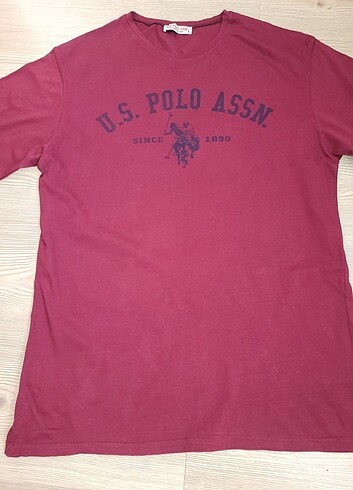 U.S. POLO ASSN.
SINCE 1890